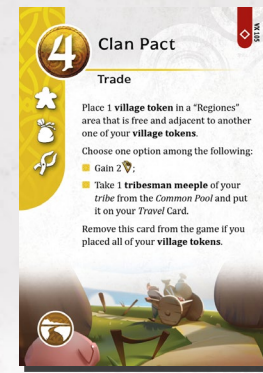 VK 105
4
Clan Pact
Trade
Place 1 village token in a "Regiones"
area that is free and adjacent to another
one of your village tokens.
Choose one option among the following:
Gain 2 ;
Take 1 tribesman meeple of your
tribe from the Common Pool and put
it on your Travel Card.
Remove this card from the game if you
placed all of your village tokens.